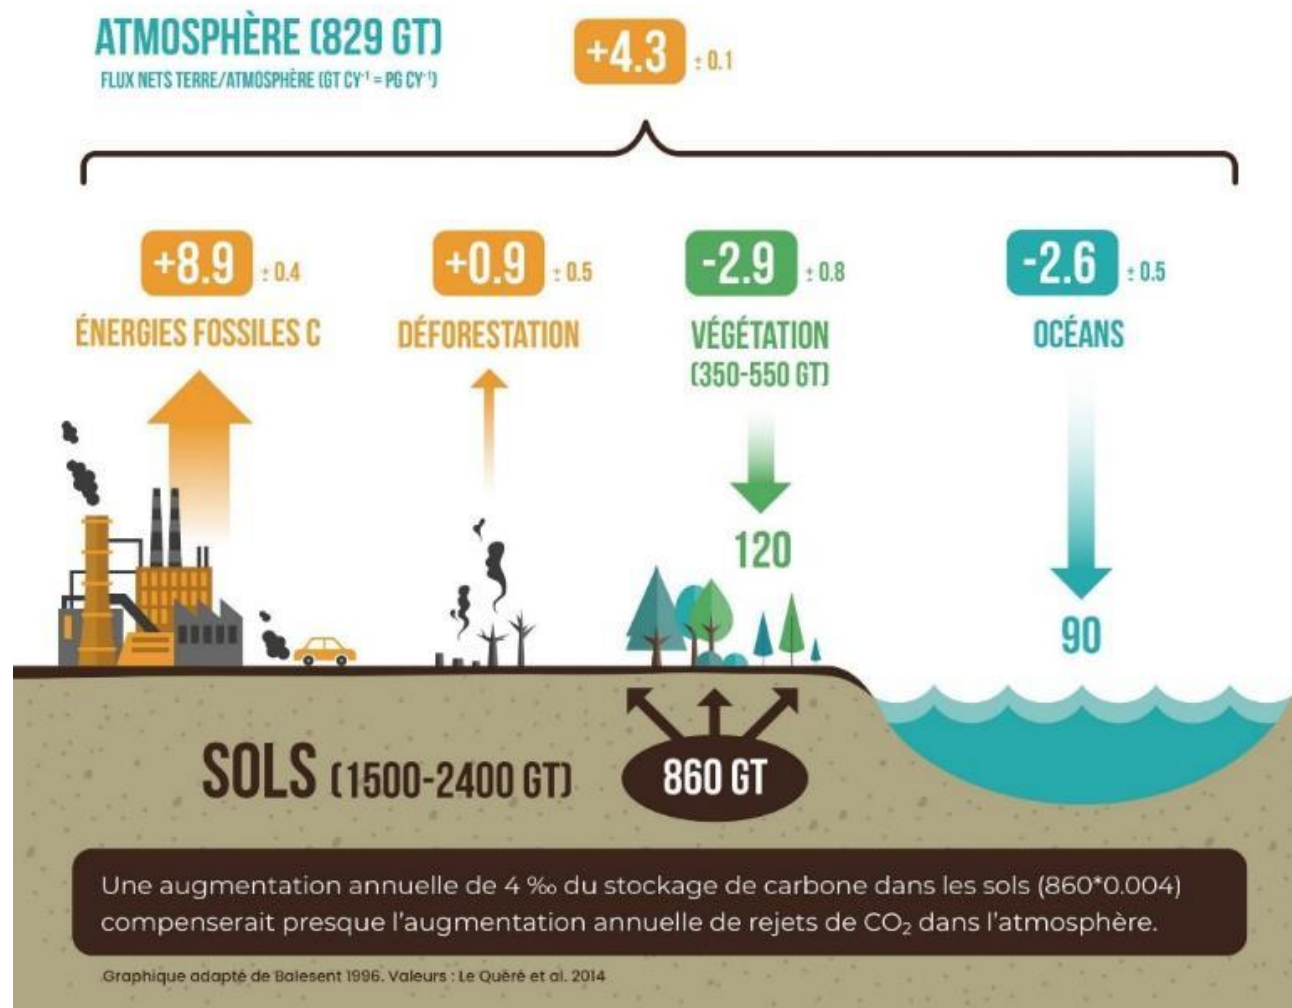 ATMOSPHÈRE (829 GT)
FLUX NETS TERRE/ATMOSPHÈRE (GT CY⁻¹ = PG CY⁻¹)
+4.3 ± 0.1
+8.9 ± 0.4
ÉNERGIES FOSSILES C
+0.9 ± 0.5
DÉFORESTATION
-2.9 ± 0.8
VÉGÉTATION
(350-550 GT)
120
-2.6 ± 0.5
OCÉANS
90
SOLS (1500-2400 GT)
860 GT
Une augmentation annuelle de 4 ‰ du stockage de carbone dans les sols (860*0.004)
compenserait presque l'augmentation annuelle de rejets de CO₂ dans l'atmosphère.
Graphique adapté de Balesent 1996. Valeurs : Le Quéré et al. 2014